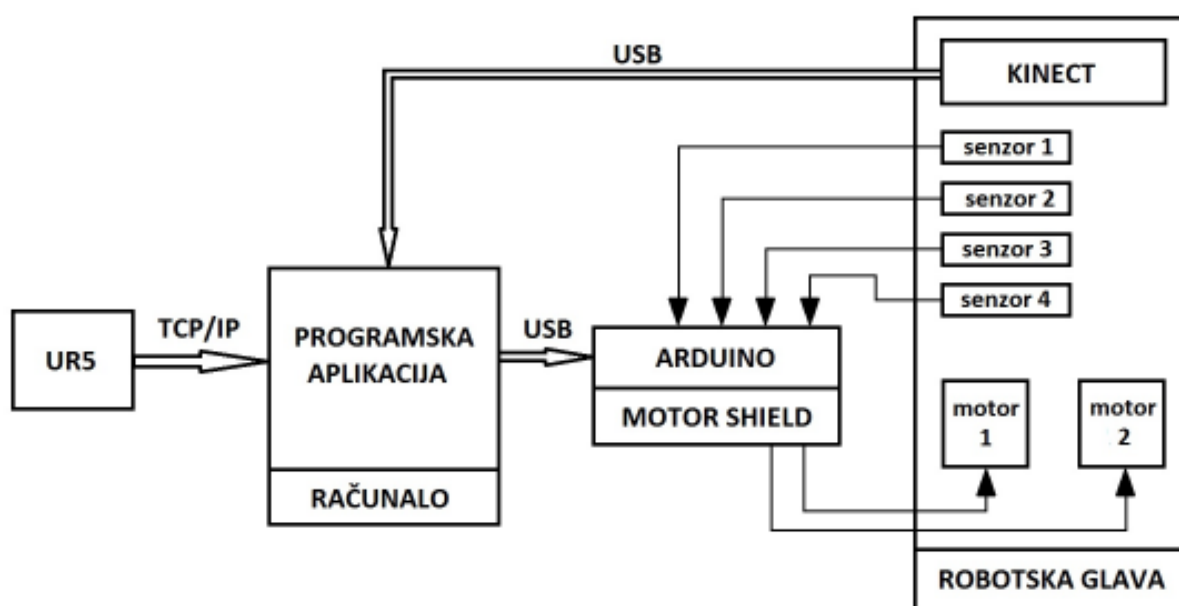 USB
KINECT
senzor 1
senzor 2
senzor 3
senzor 4
UR5
TCP/IP
PROGRAMSKA
APLIKACIJA
RAČUNALO
USB
ARDUINO
MOTOR SHIELD
motor
1
motor
2
ROBOTSKA GLAVA